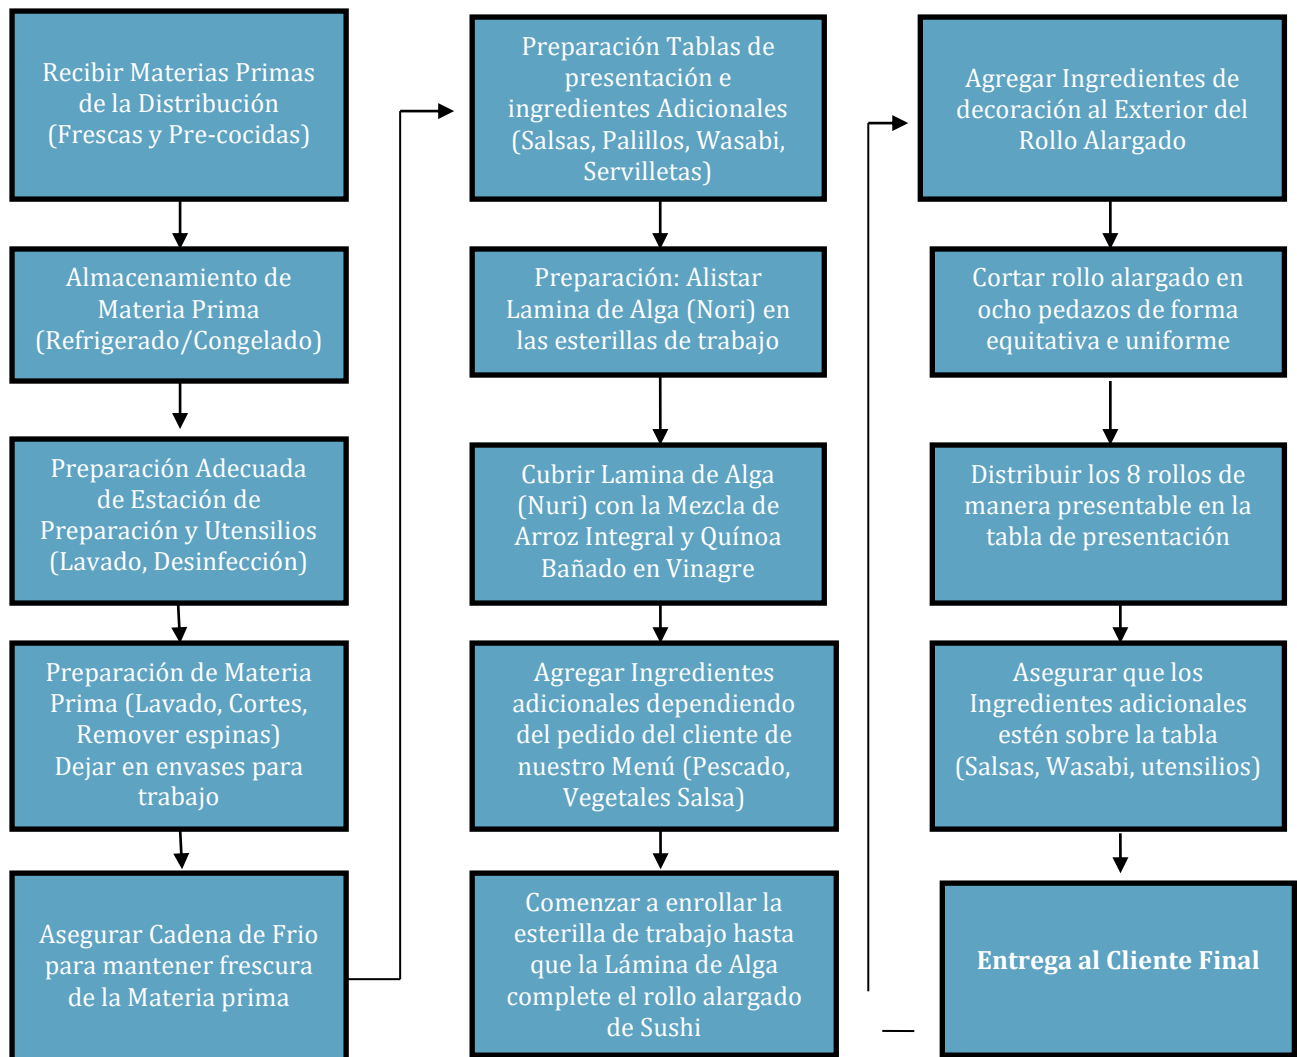 Recibir Materias Primas
de la Distribución
(Frescas y Pre-cocidas)
Almacenamiento de
Materia Prima
(Refrigerado/Congelado)
Preparación Adecuada
de Estación de
Preparación y Utensilios
(Lavado, Desinfección)
Preparación de Materia
Prima (Lavado, Cortes,
Remover espinas)
Dejar en envases para
trabajo
Asegurar Cadena de Frio
para mantener frescura
de la Materia prima
Preparación Tablas de
presentación e
ingredientes Adicionales
(Salsas, Palillos, Wasabi,
Servilletas)
Preparación: Alistar
Lamina de Alga (Nori) en
las esterillas de trabajo
Cubrir Lamina de Alga
(Nuri) con la Mezcla de
Arroz Integral y Quínoa
Bañado en Vinagre
Agregar Ingredientes
adicionales dependiendo
del pedido del cliente de
nuestro Menú (Pescado,
Vegetales Salsa)
Comenzar a enrollar la
esterilla de trabajo hasta
que la Lámina de Alga
complete el rollo alargado
de Sushi
Agregar Ingredientes de
decoración al Exterior del
Rollo Alargado
Cortar rollo alargado en
ocho pedazos de forma
equitativa e uniforme
Distribuir los 8 rollos de
manera presentable en la
tabla de presentación
Asegurar que los
Ingredientes adicionales
estén sobre la tabla
(Salsas, Wasabi, utensilios)
Entrega al Cliente Final